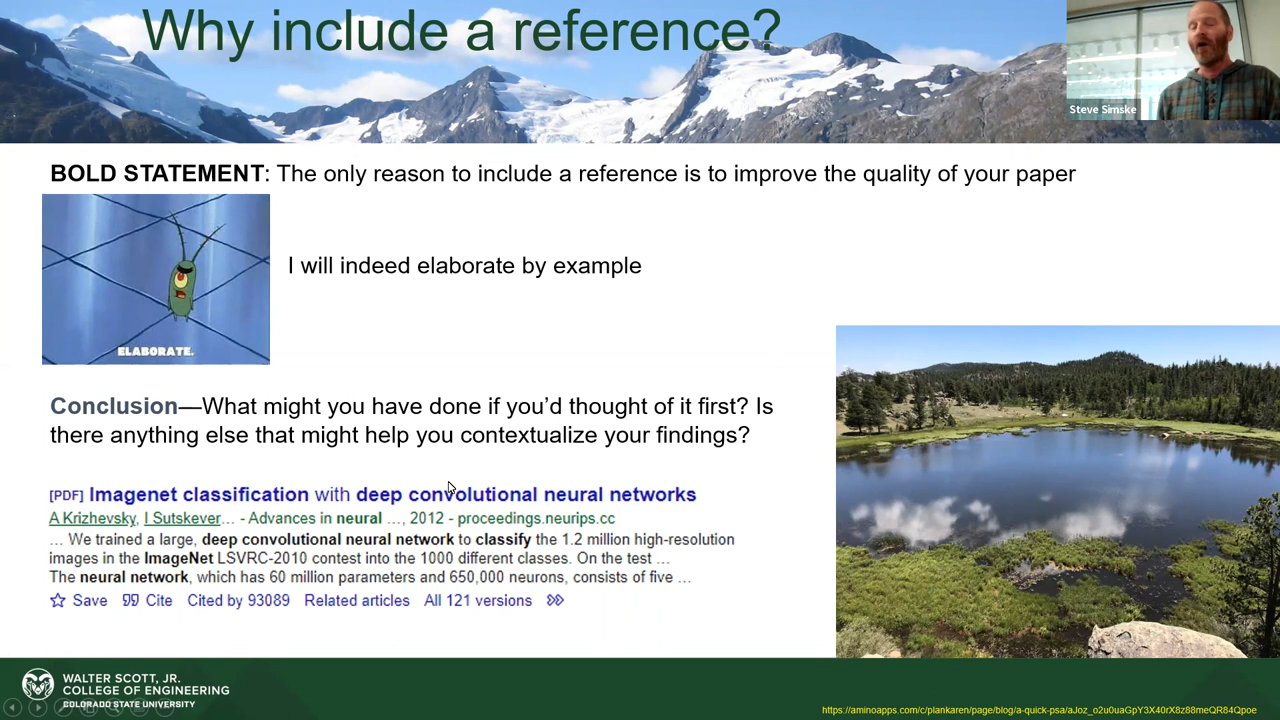 Why include a reference?
Steve Simske
BOLD STATEMENT: The only reason to include a reference is to improve the quality of your paper
I will indeed elaborate by example
ELABORATE.
Conclusion—What might you have done if you’d thought of it first? Is
there anything else that might help you contextualize your findings?
[PDF] Imagenet classification with deep convolutional neural networks
A Krizhevsky, I Sutskever... - Advances in neural ..., 2012 - proceedings.neurips.cc
... We trained a large, deep convolutional neural network to classify the 1.2 million high-resolution
images in the ImageNet LSVRC-2010 contest into the 1000 different classes. On the test ...
The neural network, which has 60 million parameters and 650,000 neurons, consists of five ...
Save Cite Cited by 93089 Related articles All 121 versions
WALTER SCOTT, JR.
COLLEGE OF ENGINEERING
COLORADO STATE UNIVERSITY
https://aminoapps.com/c/plankaren/page/blog/a-quick-psa/aJoz_o2u0uaGpY3X40rX8z88meQR84Qpoe